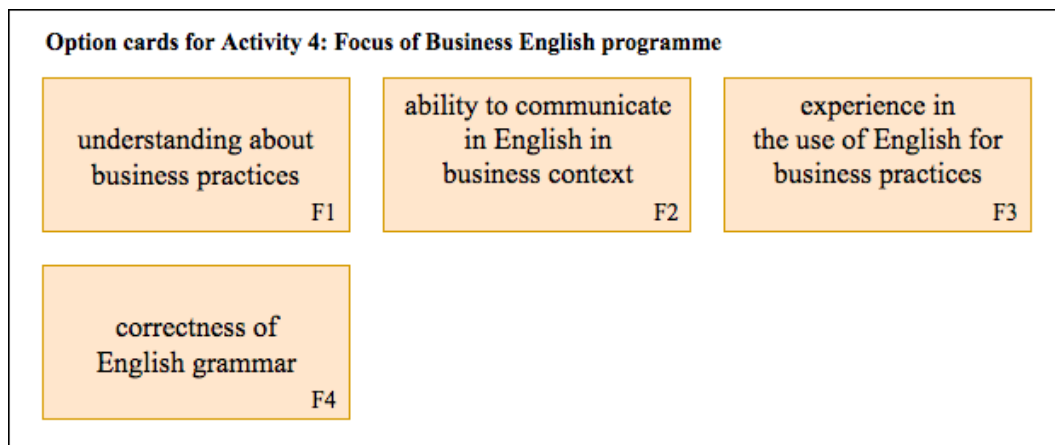 Option cards for Activity 4: Focus of Business English programme
understanding about
business practices
F1
ability to communicate
in English in
business context
F2
experience in
the use of English for
business practices
F3
correctness of
English grammar
F4